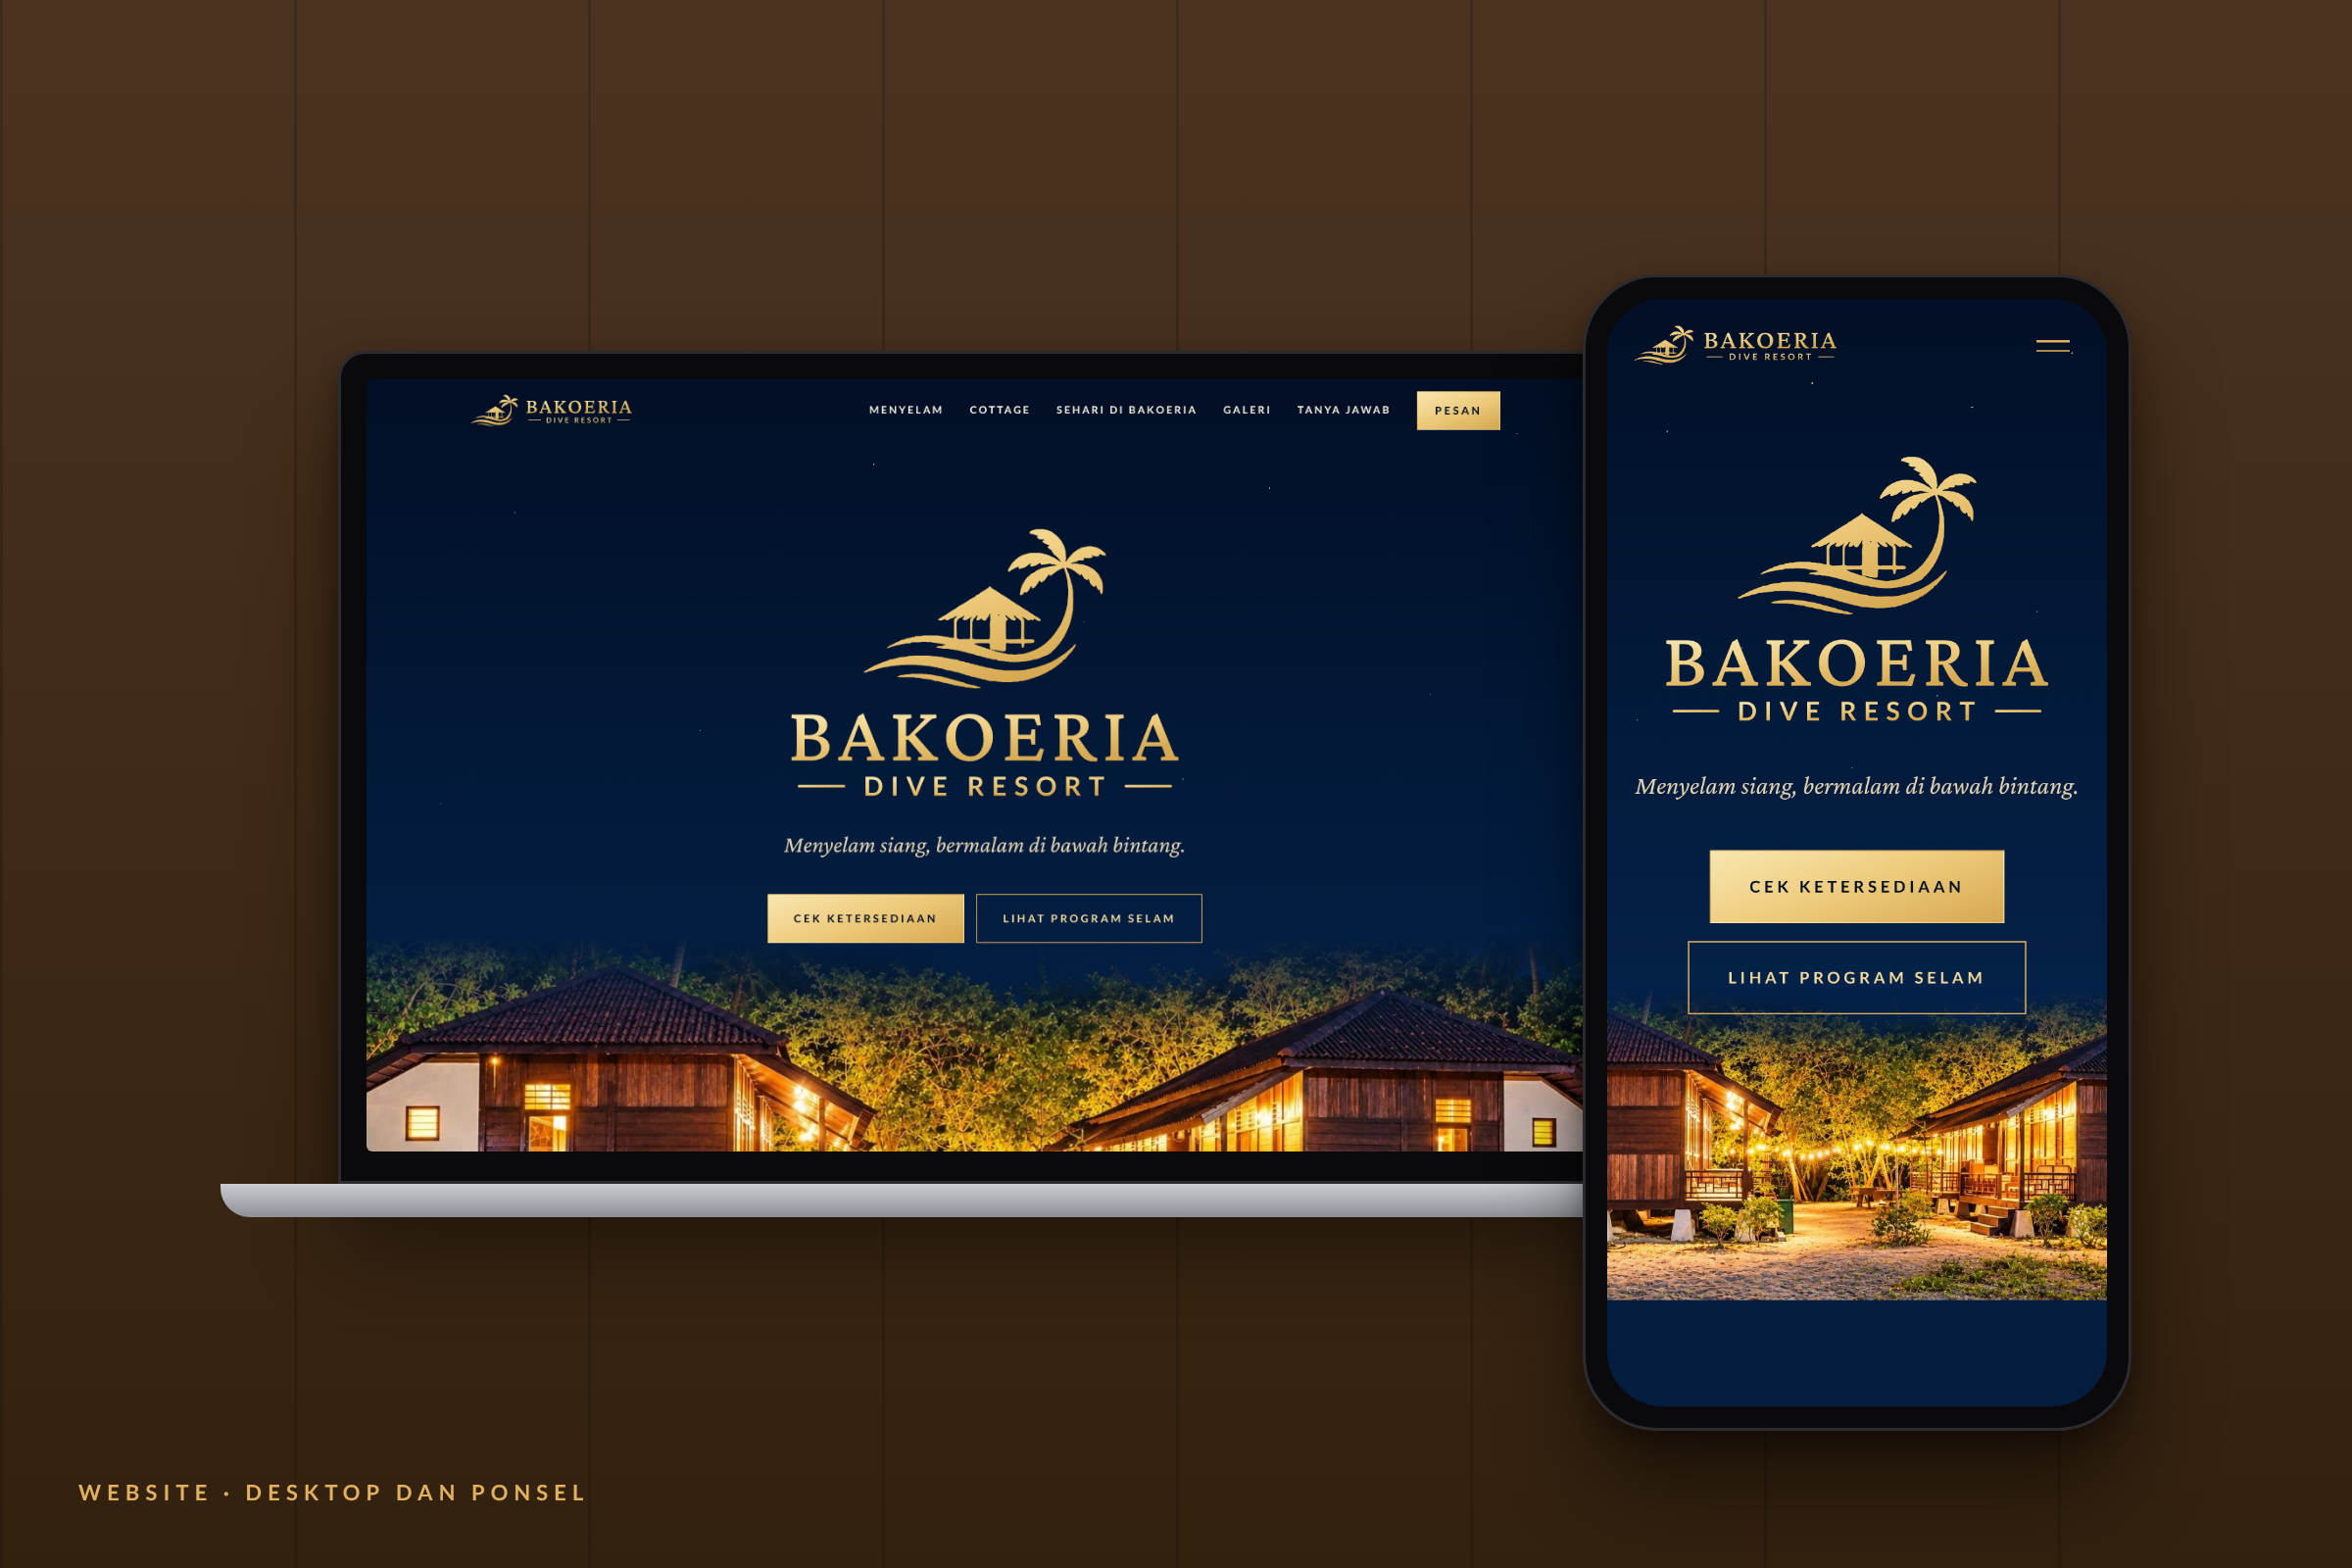 BAKOERIA
DIVE RESORT
MENYELAM COTTAGE SEHARI DI BAKOERIA GALERI TANYA JAWAB PESAN
BAKOERIA
DIVE RESORT
Menyelam siang, bermalam di bawah bintang.
CEK KETERSEDIAAN LIHAT PROGRAM SELAM
BAKOERIA
DIVE RESORT
BAKOERIA
DIVE RESORT
Menyelam siang, bermalam di bawah bintang.
CEK KETERSEDIAAN
LIHAT PROGRAM SELAM
WEBSITE · DESKTOP DAN PONSEL